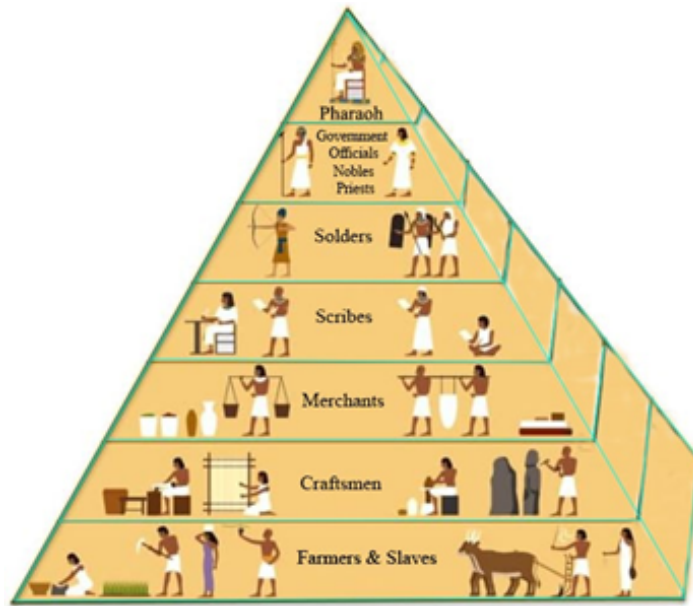 Pharaoh
Government
Officials
Nobles
Priests
Solders
Scribes
Merchants
Craftsmen
Farmers & Slaves